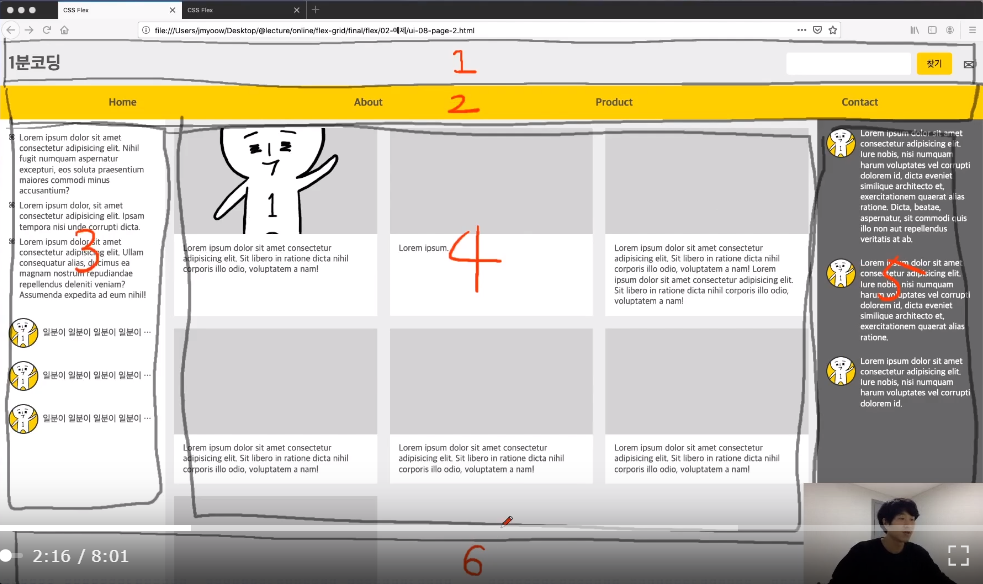 CSS Flex
CSS Flex
file:///Users/jmyoow/Desktop/@lecture/online/flex-grid/final/flex/02-예제/ui-08-page-2.html
1분코딩
1
찾기
Home
About
2
Product
Contact
Lorem ipsum dolor sit amet
consectetur adipisicing elit. Nihil
fugit numquam aspernatur
excepturi, eos soluta praesentium
maiores commodi minus
accusantium?
Lorem ipsum dolor, sit amet
consectetur adipisicing elit. Ipsam
tempora nisi unde corrupti dicta.
Lorem ipsum dolor sit amet
consectetur adipisicing elit. Ullam
consequatur alias, ducimus ea
magnam nostrum repudiandae
repellendus deleniti veniam?
Assumenda expedita ad eum nihil!
3
일분이 일분이 일분이 일분이 ···
일분이 일분이 일분이 일분이 ···
일분이 일분이 일분이 일분이 ···
1
Lorem ipsum dolor sit amet consectetur
adipisicing elit. Sit libero in ratione dicta nihil
corporis illo odio, voluptatem a nam!
Lorem ipsum.
4
Lorem ipsum dolor sit amet consectetur
adipisicing elit. Sit libero in ratione dicta nihil
corporis illo odio, voluptatem a nam! Lorem
ipsum dolor sit amet consectetur adipisicing elit.
Sit libero in ratione dicta nihil corporis illo odio,
voluptatem a nam!
Lorem ipsum dolor sit amet consectetur
adipisicing elit. Sit libero in ratione dicta nihil
corporis illo odio, voluptatem a nam!
Lorem ipsum dolor sit amet consectetur
adipisicing elit. Sit libero in ratione dicta nihil
corporis illo odio, voluptatem a nam!
Lorem ipsum dolor sit amet consectetur
adipisicing elit. Sit libero in ratione dicta nihil
corporis illo odio, voluptatem a nam!
Lorem ipsum dolor sit amet
consectetur adipisicing elit.
Iure nobis, nisi numquam
harum voluptates vel corrupti
dolorem id, dicta eveniet
similique architecto et,
exercitationem quaerat alias
ratione. Dicta, beatae,
aspernatur, sit commodi quis
illo non aut repellendus
veritatis at ab.
Lorem ipsum dolor sit amet
consectetur adipisicing elit.
Iure nobis, nisi numquam
harum voluptates vel corrupti
dolorem id, dicta eveniet
similique architecto et,
exercitationem quaerat alias
ratione.
5
Lorem ipsum dolor sit amet
consectetur adipisicing elit.
Iure nobis, nisi numquam
harum voluptates vel corrupti
dolorem id.
6
2:16 / 8:01